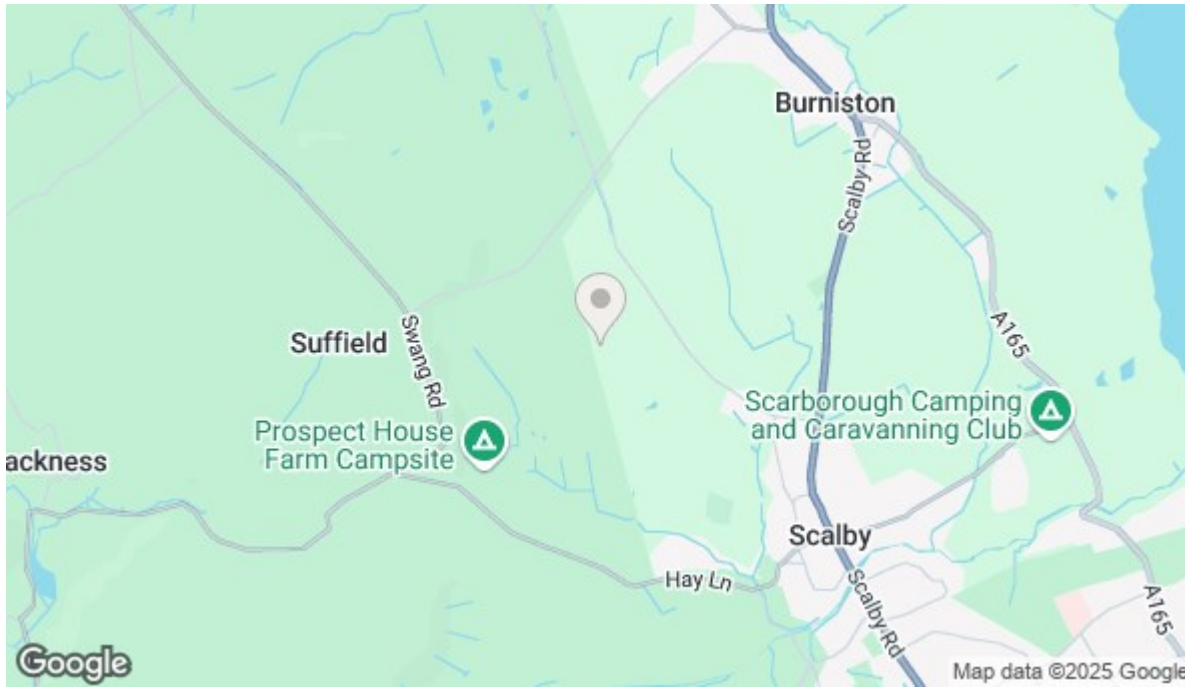 Burniston
Scalby Rd
A165
Suffield
Swang Rd
Scarborough Camping
and Caravanning Club
Prospect House
Farm Campsite
ackness
Scalby
Hay Ln
Scalby Rd
A165
Google
Map data ©2025 Google